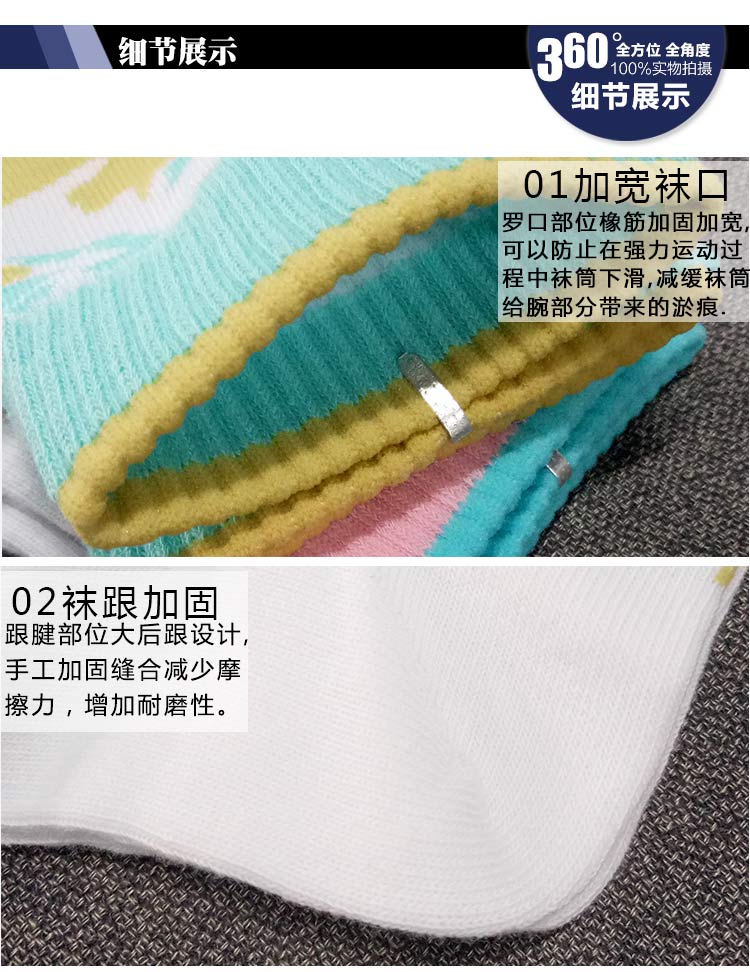 细节展示
360°全方位 全角度
100%实物拍摄
细节展示
01加宽袜口
罗口部位橡筋加固加宽,
可以防止在强力运动过
程中袜筒下滑,减缓袜筒
给腕部分带来的淤痕.
02袜跟加固
跟腱部位大后跟设计,
手工加固缝合减少摩
擦力，增加耐磨性。